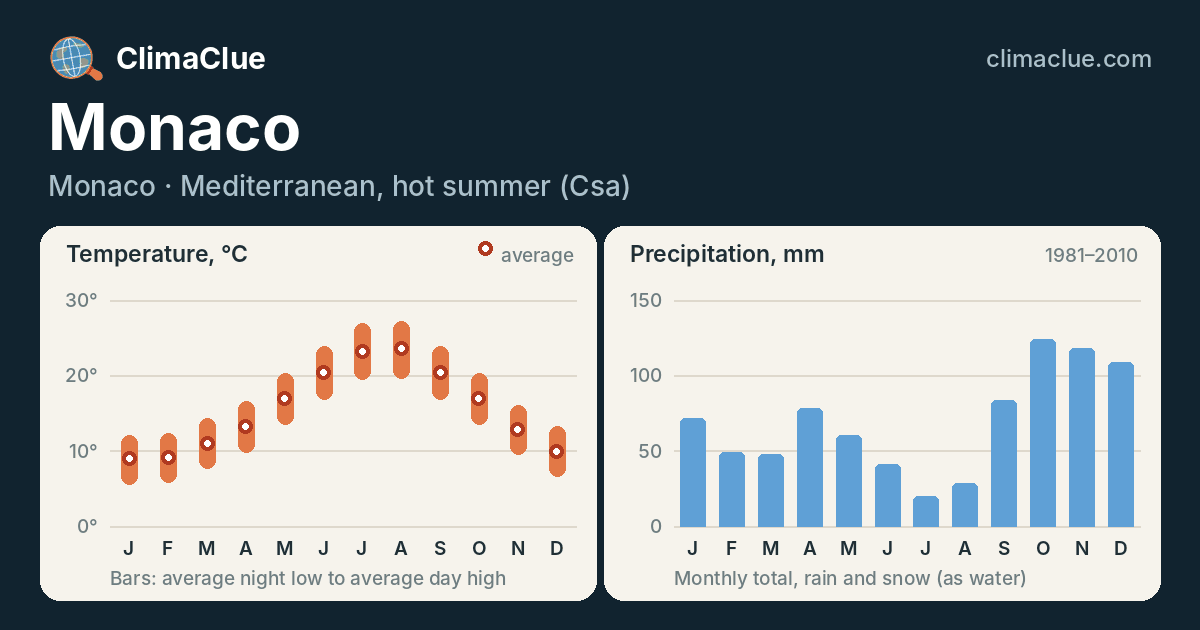 ClimaClue
climaclue.com
Monaco
Monaco · Mediterranean, hot summer (Csa)
Temperature, °C
average
30°
20°
10°
0°
J F M A M J J A S O N D
Bars: average night low to average day high
Precipitation, mm
1981–2010
150
100
50
0
J F M A M J J A S O N D
Monthly total, rain and snow (as water)